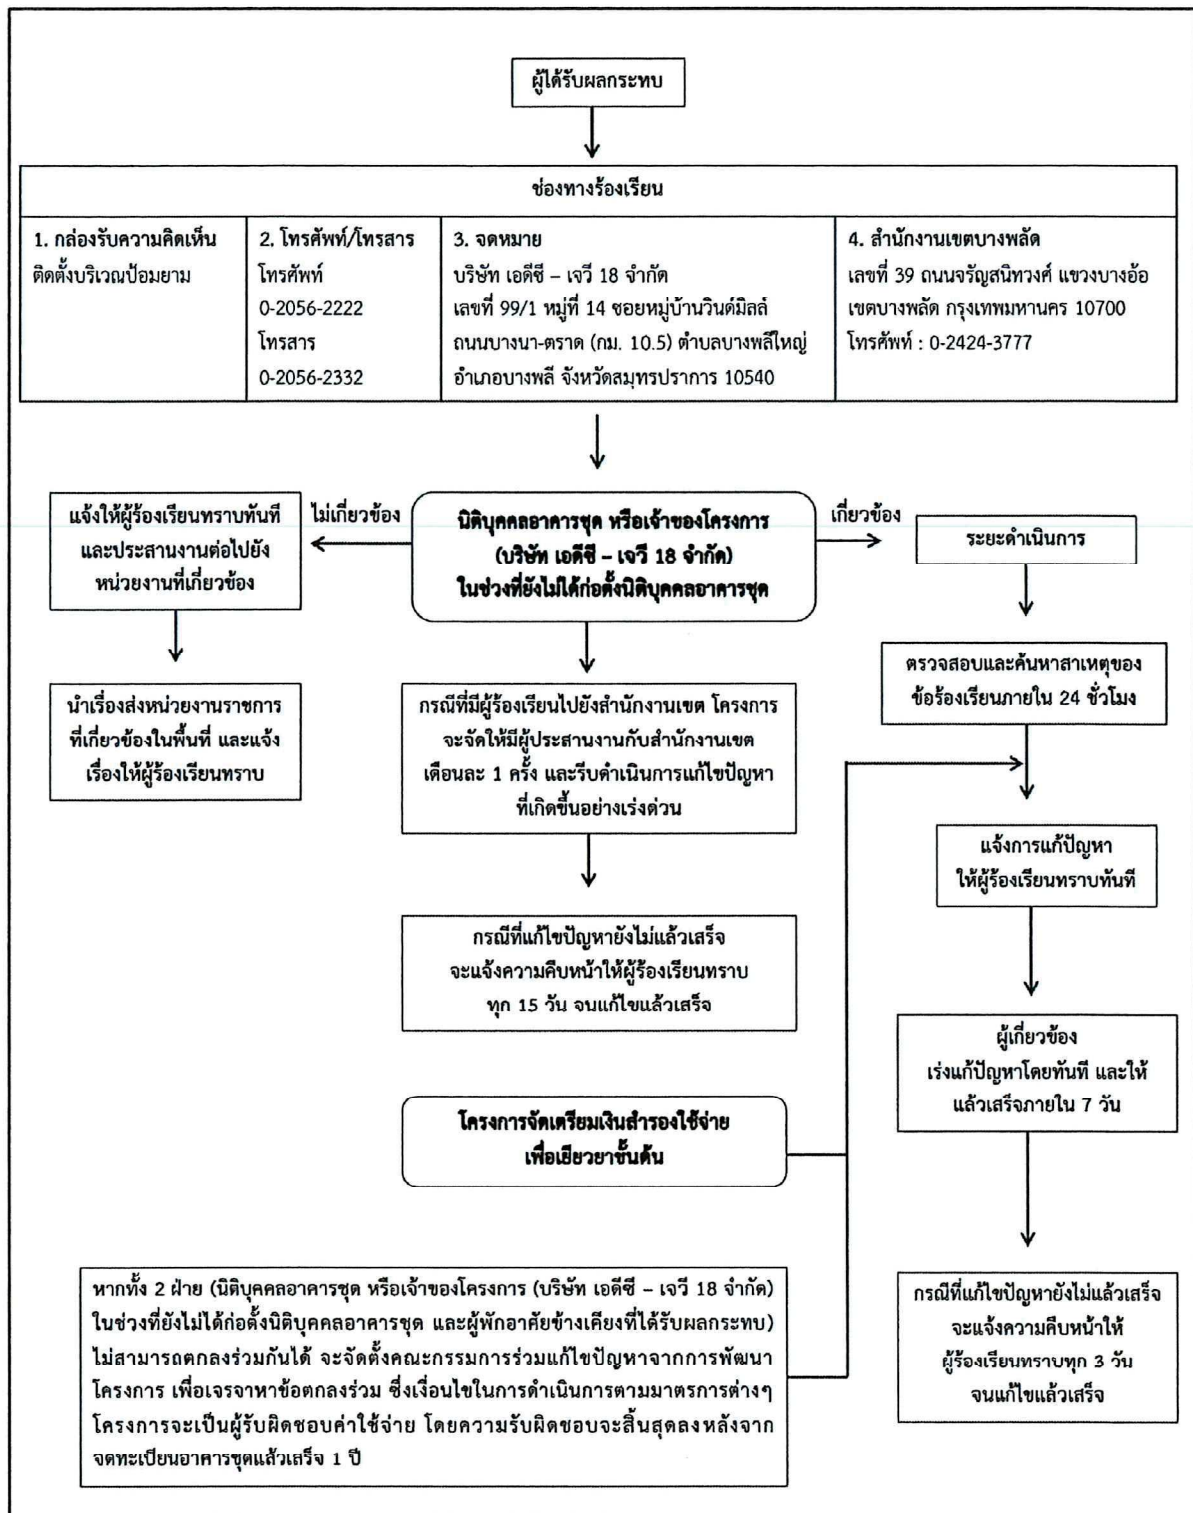 ผู้ได้รับผลกระทบ
ช่องทางร้องเรียน
1. กล่องรับความคิดเห็น
ติดตั้งบริเวณป้อมยาม
2. โทรศัพท์/โทรสาร
โทรศัพท์
0-2056-2222
โทรสาร
0-2056-2332
3. จดหมาย
บริษัท เอดีซี – เจวี 18 จำกัด
เลขที่ 99/1 หมู่ที่ 14 ซอยหมู่บ้านวินด์มิลล์
ถนนบางนา-ตราด (กม. 10.5) ตำบลบางพลีใหญ่
อำเภอบางพลี จังหวัดสมุทรปราการ 10540
4. สำนักงานเขตบางพลัด
เลขที่ 39 ถนนจรัญสนิทวงศ์ แขวงบางอ้อ
เขตบางพลัด กรุงเทพมหานคร 10700
โทรศัพท์ : 0-2424-3777
แจ้งให้ผู้ร้องเรียนทราบทันที
และประสานงานต่อไปยัง
หน่วยงานที่เกี่ยวข้อง
ไม่เกี่ยวข้อง
นิติบุคคลอาคารชุด หรือเจ้าของโครงการ
(บริษัท เอดีซี – เจวี 18 จำกัด)
ในช่วงที่ยังไม่ได้ก่อตั้งนิติบุคคลอาคารชุด
เกี่ยวข้อง
ระยะดำเนินการ
นำเรื่องส่งหน่วยงานราชการ
ที่เกี่ยวข้องในพื้นที่ และแจ้ง
เรื่องให้ผู้ร้องเรียนทราบ
กรณีที่มีผู้ร้องเรียนไปยังสำนักงานเขต โครงการ
จะจัดให้มีผู้ประสานงานกับสำนักงานเขต
เดือนละ 1 ครั้ง และรีบดำเนินการแก้ไขปัญหา
ที่เกิดขึ้นอย่างเร่งด่วน
ตรวจสอบและค้นหาสาเหตุของ
ข้อร้องเรียนภายใน 24 ชั่วโมง
แจ้งการแก้ปัญหา
ให้ผู้ร้องเรียนทราบทันที
กรณีที่แก้ไขปัญหายังไม่แล้วเสร็จ
จะแจ้งความคืบหน้าให้ผู้ร้องเรียนทราบ
ทุก 15 วัน จนแก้ไขแล้วเสร็จ
ผู้เกี่ยวข้อง
เร่งแก้ปัญหาโดยทันที และให้
แล้วเสร็จภายใน 7 วัน
โครงการจัดเตรียมเงินสำรองใช้จ่าย
เพื่อเยียวยาขั้นต้น
หากทั้ง 2 ฝ่าย (นิติบุคคลอาคารชุด หรือเจ้าของโครงการ (บริษัท เอดีซี – เจวี 18 จำกัด)
ในช่วงที่ยังไม่ได้ก่อตั้งนิติบุคคลอาคารชุด และผู้พักอาศัยข้างเคียงที่ได้รับผลกระทบ)
ไม่สามารถตกลงร่วมกันได้ จะจัดตั้งคณะกรรมการร่วมแก้ไขปัญหาจากการพัฒนา
โครงการ เพื่อเจรจาหาข้อตกลงร่วม ซึ่งเงื่อนไขในการดำเนินการตามมาตรการต่างๆ
โครงการจะเป็นผู้รับผิดชอบค่าใช้จ่าย โดยความรับผิดชอบจะสิ้นสุดลงหลังจาก
จดทะเบียนอาคารชุดแล้วเสร็จ 1 ปี
กรณีที่แก้ไขปัญหายังไม่แล้วเสร็จ
จะแจ้งความคืบหน้าให้
ผู้ร้องเรียนทราบทุก 3 วัน
จนแก้ไขแล้วเสร็จ